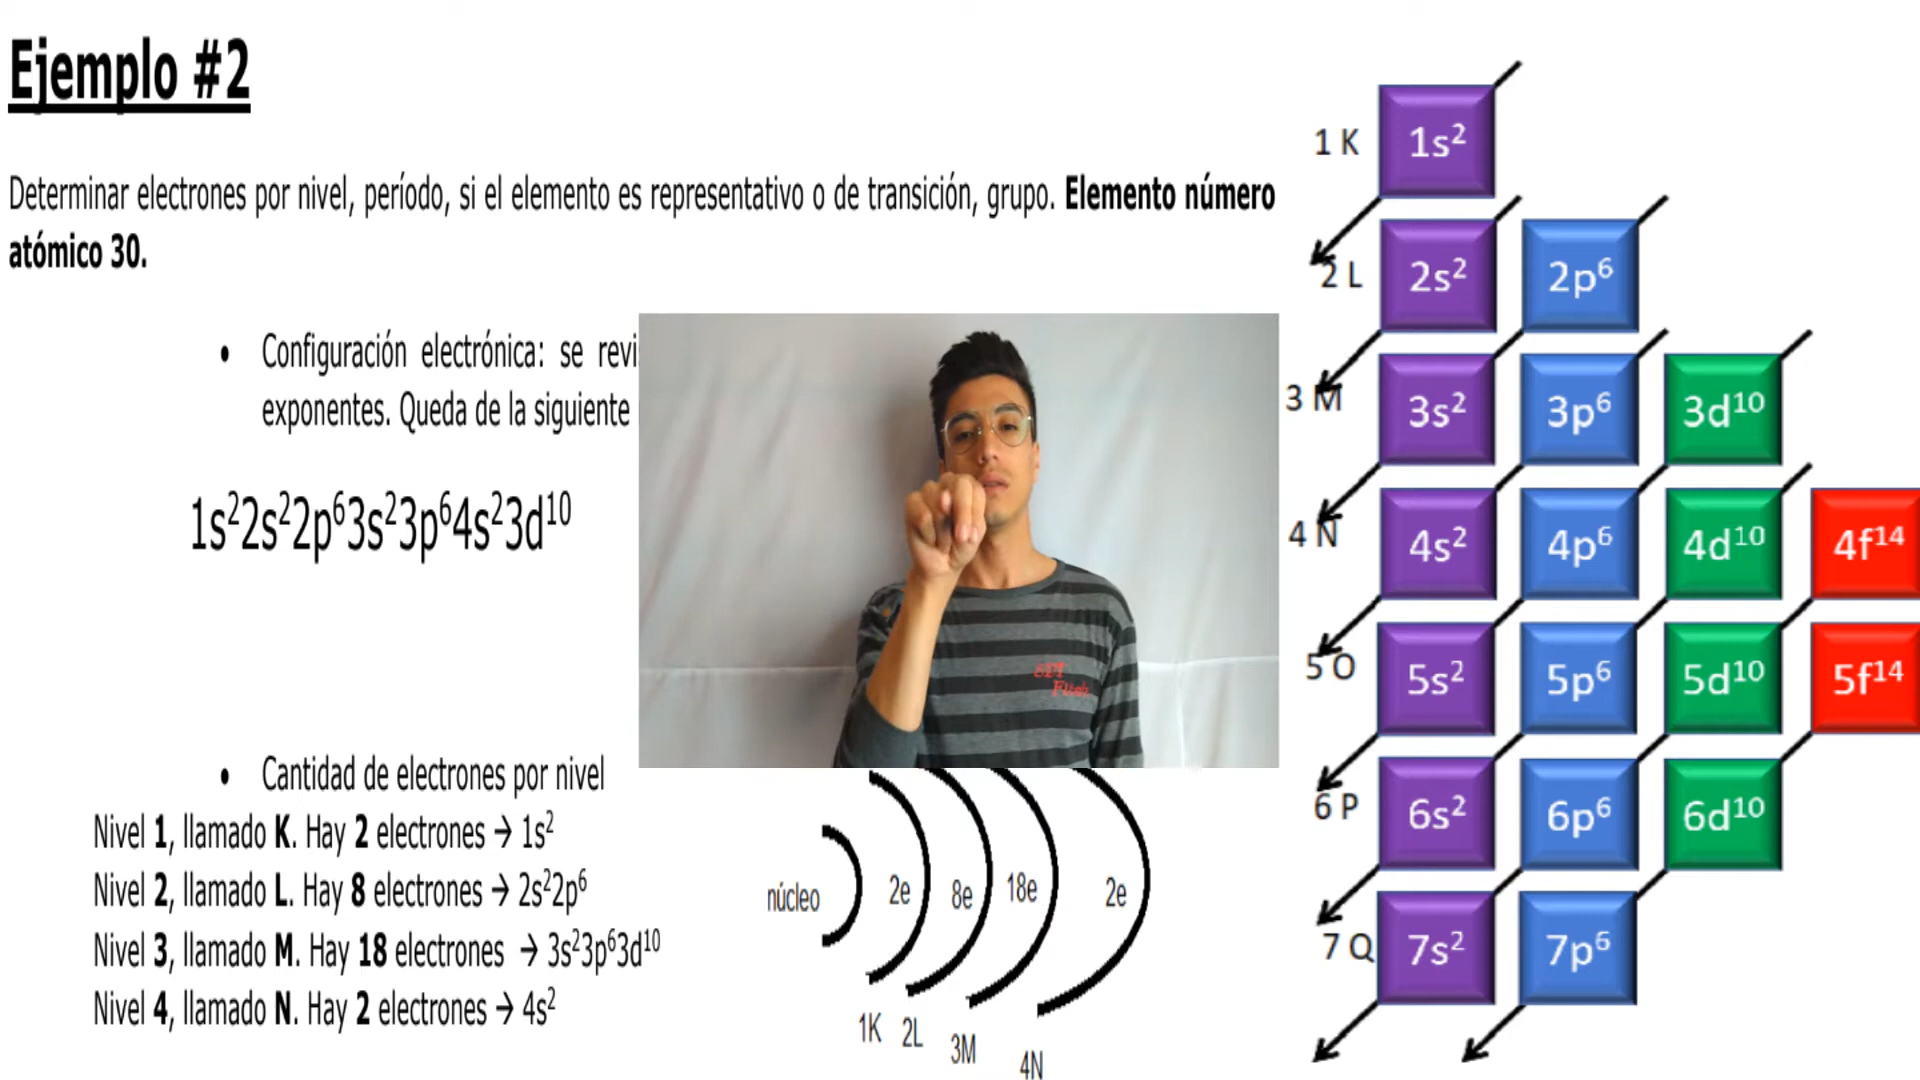 Ejemplo #2
Determinar electrones por nivel, período, si el elemento es representativo o de transición, grupo. Elemento número
atómico 30.
• Configuración electrónica: se revi
exponentes. Queda de la siguiente
1s²2s²2p⁶3s²3p⁶4s²3d¹⁰
• Cantidad de electrones por nivel
Nivel 1, llamado K. Hay 2 electrones → 1s²
Nivel 2, llamado L. Hay 8 electrones → 2s²2p⁶
Nivel 3, llamado M. Hay 18 electrones → 3s²3p⁶3d¹⁰
Nivel 4, llamado N. Hay 2 electrones → 4s²
núcleo 2e 8e 18e 2e
1K 2L 3M 4N
1 K 1s²
2 L 2s² 2p⁶
3 M 3s² 3p⁶ 3d¹⁰
4 N 4s² 4p⁶ 4d¹⁰ 4f¹⁴
5 O 5s² 5p⁶ 5d¹⁰ 5f¹⁴
6 P 6s² 6p⁶ 6d¹⁰
7 Q 7s² 7p⁶